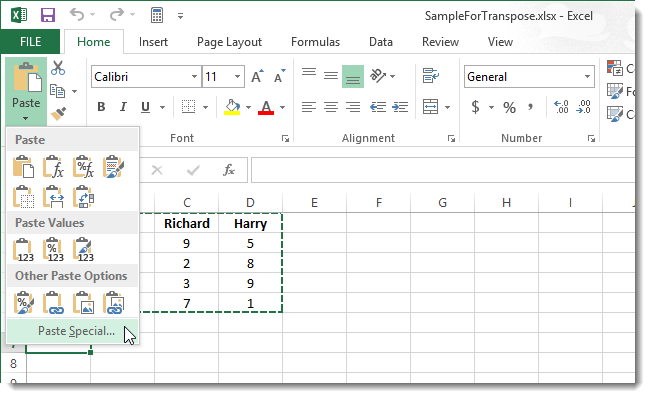 SampleForTranspose.xlsx - Excel
FILE Home Insert Page Layout Formulas Data Review View
Paste
Calibri 11
B I U A
General
$ % ,
Font Alignment Number
Paste
fx %fx
Paste Values
123 123 123
Other Paste Options
Paste Special...
fx
C D E F G H I
Richard Harry
9 5
2 8
3 9
7 1
8